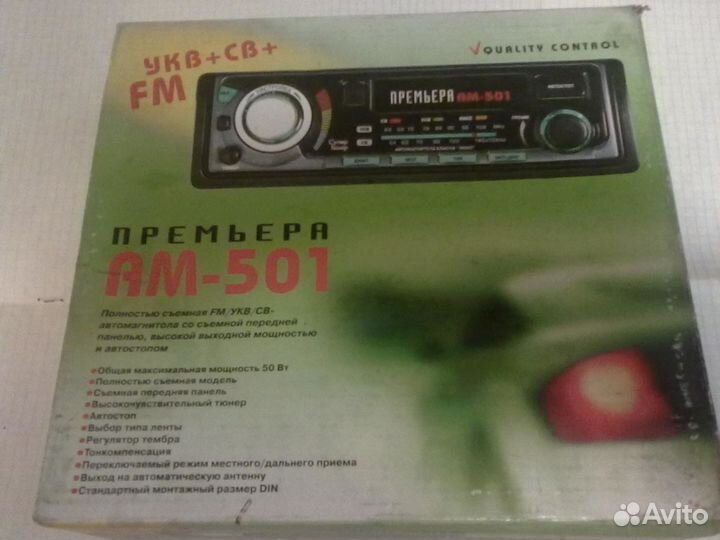 УКВ+СВ+
FM
QUALITY CONTROL
ПРЕМЬЕРА АМ-501
ПРЕМЬЕРА
АМ-501
Полностью съемная FM/УКВ/СВ-
автомагнитола со съемной передней
панелью, высокой выходной мощностью
и автостопом
Общая максимальная мощность 50 Вт
Полностью съемная модель
Съемная передняя панель
Высокочувствительный тюнер
Автостоп
Выбор типа ленты
Регулятор тембра
Тонкомпенсация
Переключаемый режим местного/дальнего приема
Выход на автоматическую антенну
Стандартный монтажный размер DIN
Avito